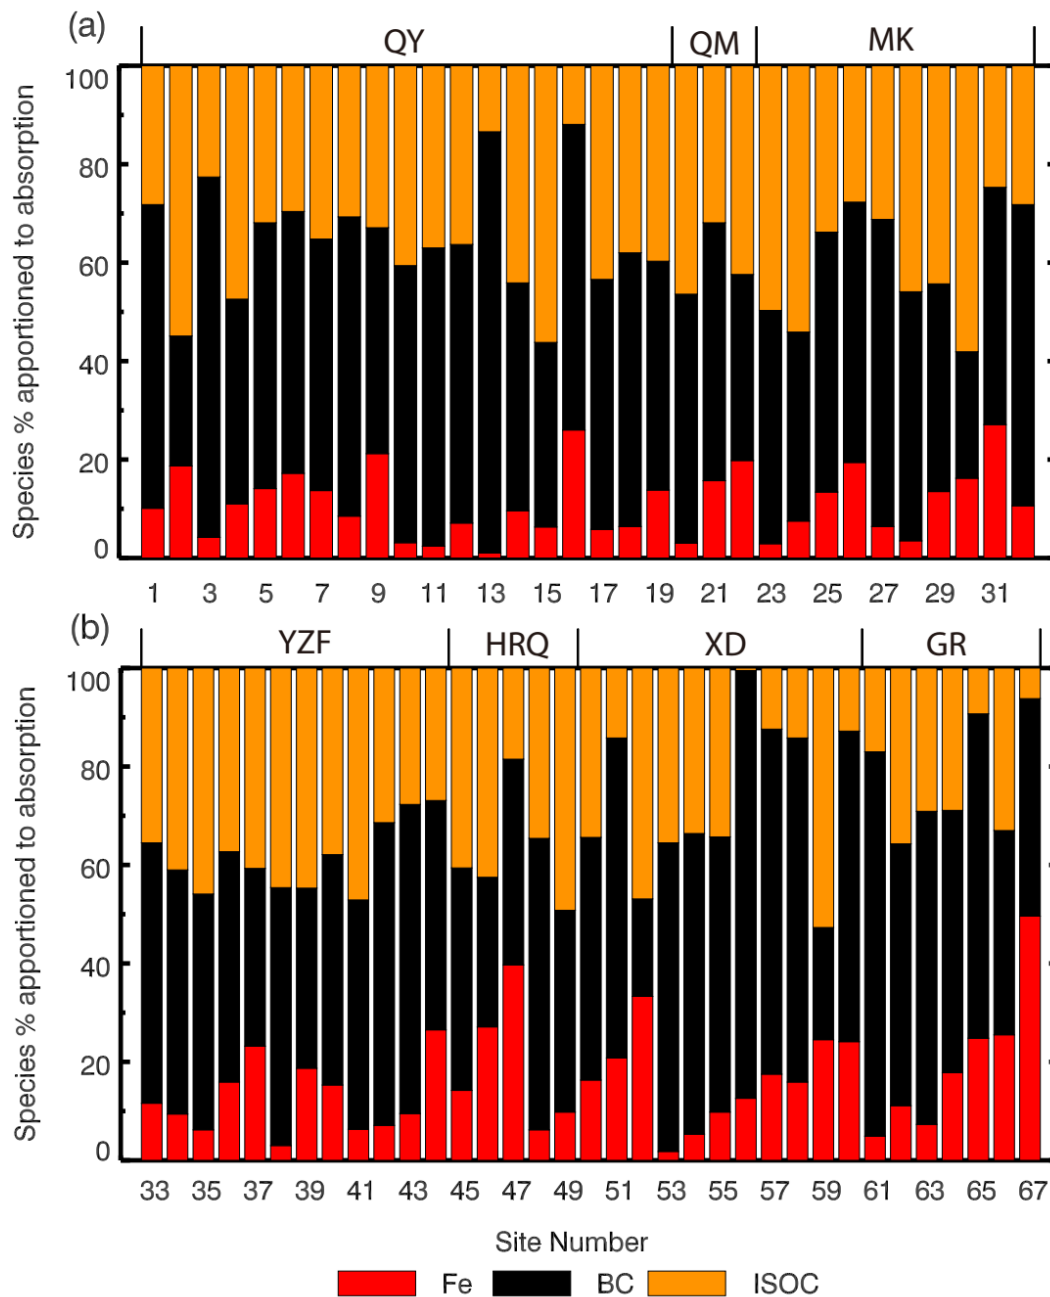 (a)
QY QM MK
100
80
60
40
20
0
Species % apportioned to absorption
1 3 5 7 9 11 13 15 17 19 21 23 25 27 29 31
(b)
YZF HRQ XD GR
100
80
60
40
20
0
Species % apportioned to absorption
33 35 37 39 41 43 45 47 49 51 53 55 57 59 61 63 65 67
Site Number
Fe BC ISOC